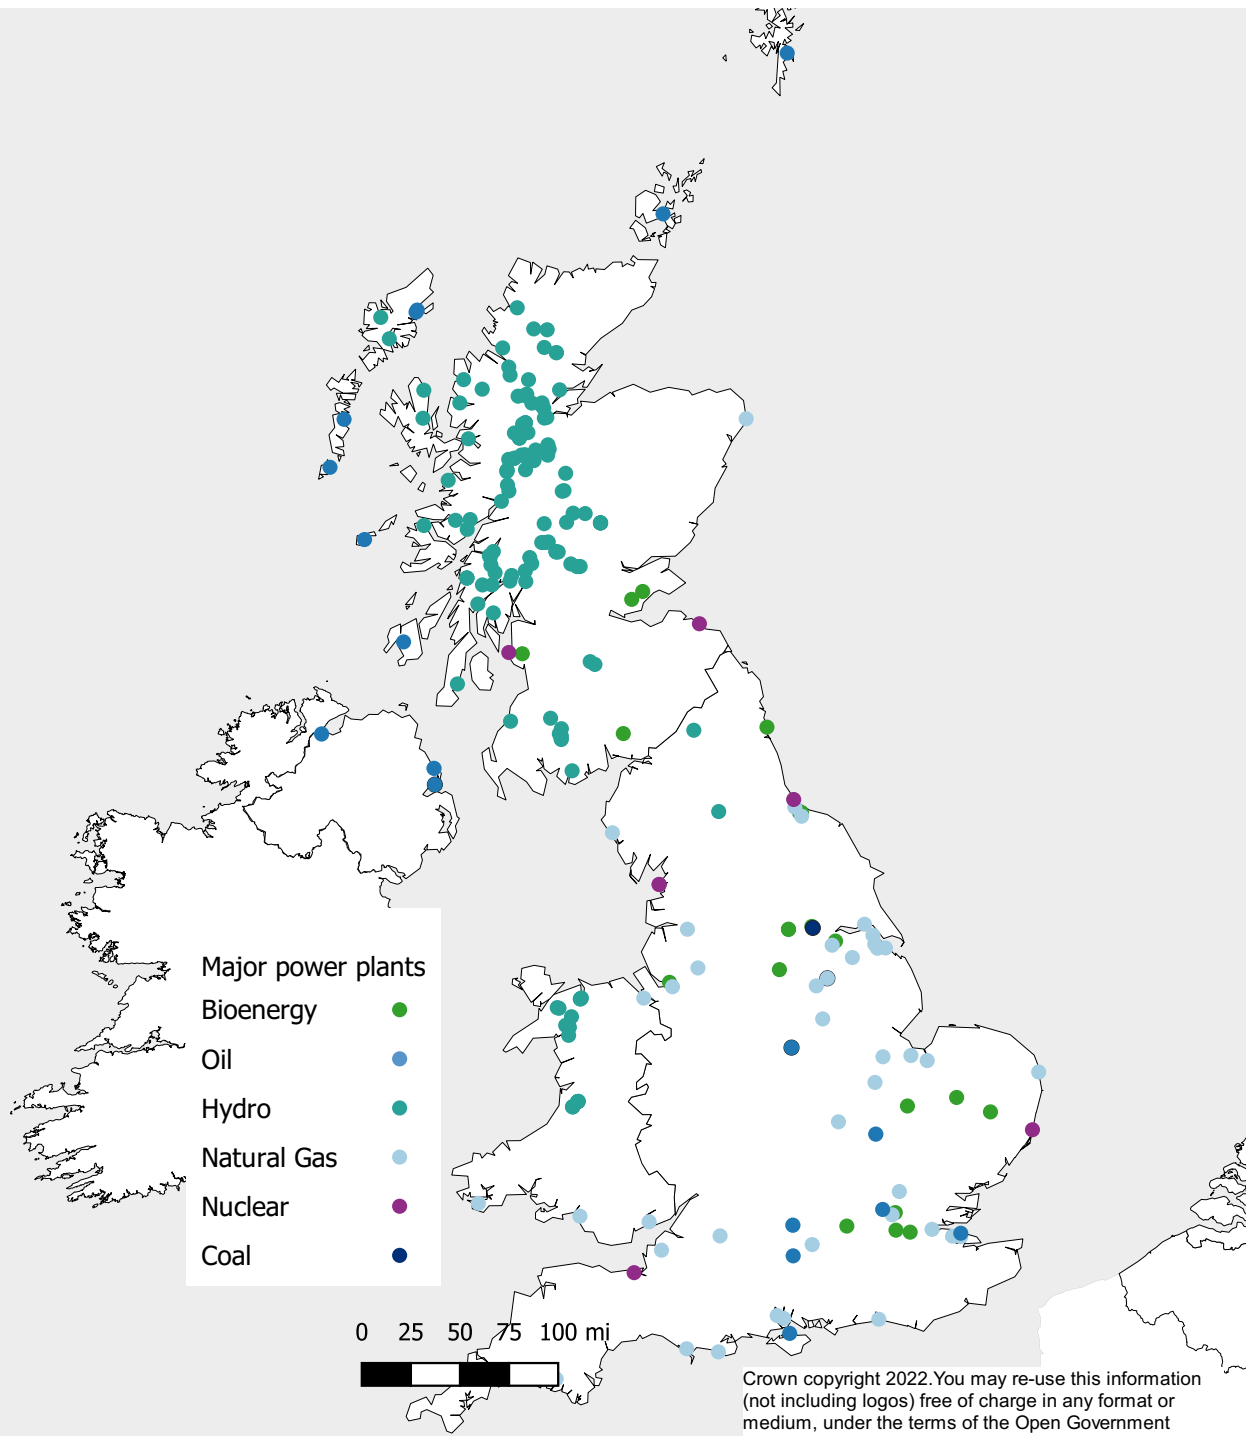 Major power plants
Bioenergy
Oil
Hydro
Natural Gas
Nuclear
Coal
0 25 50 75 100 mi
Crown copyright 2022.You may re-use this information
(not including logos) free of charge in any format or
medium, under the terms of the Open Government